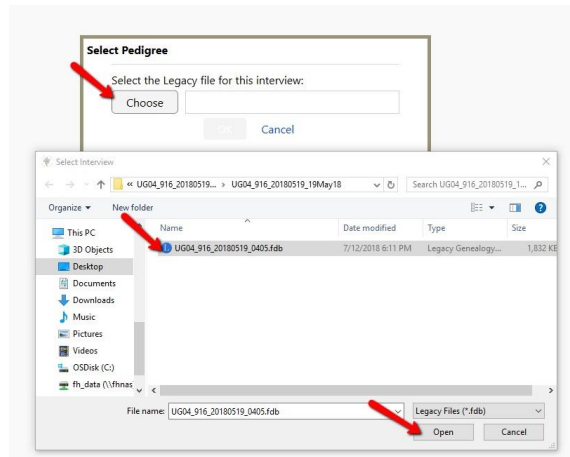 Select Pedigree
Select the Legacy file for this interview:
Choose
OK Cancel
Select Interview
« UG04_916_20180519... › UG04_916_20180519_19May18
Search UG04_916_20180519_1...
Organize New folder
Name Date modified Type Size
This PC
3D Objects
Desktop
Documents
Downloads
Music
Pictures
Videos
OSDisk (C:)
fh_data (\\fhnas
UG04_916_20180519_0405.fdb 7/12/2018 6:11 PM Legacy Genealogy... 1,832 KB
File name: UG04_916_20180519_0405.fdb Legacy Files (*.fdb)
Open Cancel